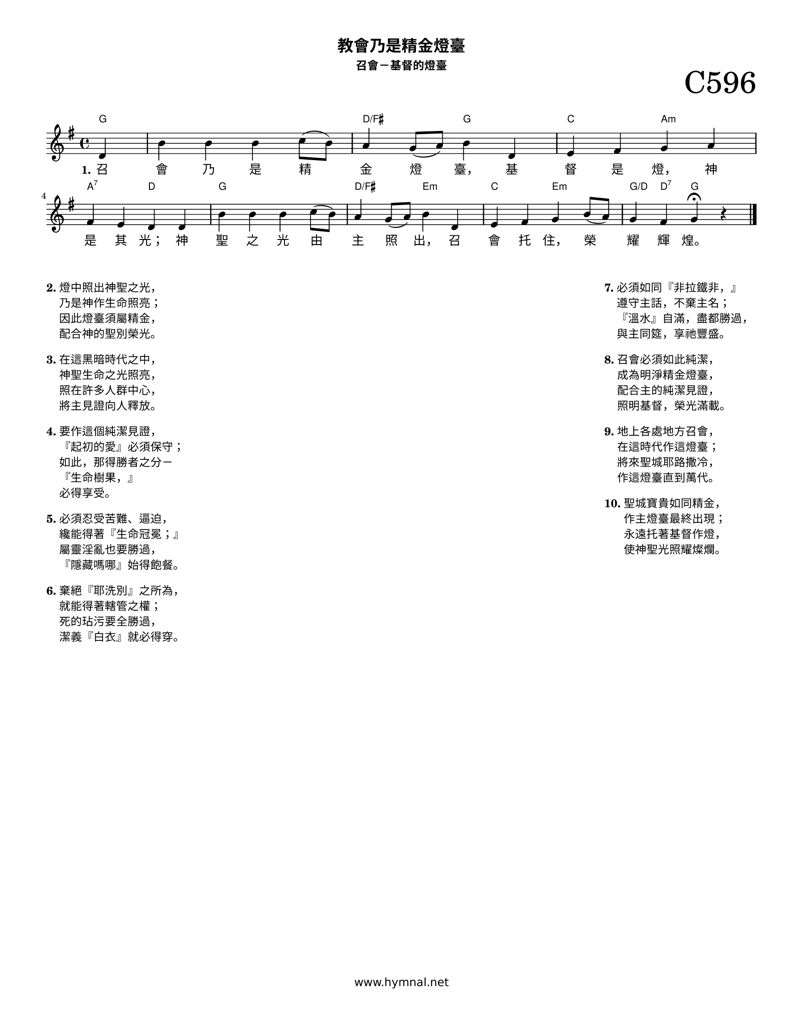 教會乃是精金燈臺
召會－基督的燈臺
C596
G D/F♯ G C Am
1. 召 會 乃 是 精 金 燈 臺， 基 督 是 燈， 神
4 A7 D G D/F♯ Em C Em G/D D7 G
是 其 光； 神 聖 之 光 由 主 照 出， 召 會 托 住， 榮 耀 輝 煌。
2. 燈中照出神聖之光，
乃是神作生命照亮；
因此燈臺須屬精金，
配合神的聖別榮光。
3. 在這黑暗時代之中，
神聖生命之光照亮，
照在許多人群中心，
將主見證向人釋放。
4. 要作這個純潔見證，
『起初的愛』必須保守；
如此，那得勝者之分－
『生命樹果，』
必得享受。
5. 必須忍受苦難、逼迫，
纔能得著『生命冠冕；』
屬靈淫亂也要勝過，
『隱藏嗎哪』始得飽餐。
6. 棄絕『耶洗別』之所為，
就能得著轄管之權；
死的玷污要全勝過，
潔義『白衣』就必得穿。
7. 必須如同『非拉鐵非，』
遵守主話，不棄主名；
『溫水』自滿，盡都勝過，
與主同筵，享祂豐盛。
8. 召會必須如此純潔，
成為明淨精金燈臺，
配合主的純潔見證，
照明基督，榮光滿載。
9. 地上各處地方召會，
在這時代作這燈臺；
將來聖城耶路撒冷，
作這燈臺直到萬代。
10. 聖城寶貴如同精金，
作主燈臺最終出現；
永遠托著基督作燈，
使神聖光照耀燦爛。
www.hymnal.net